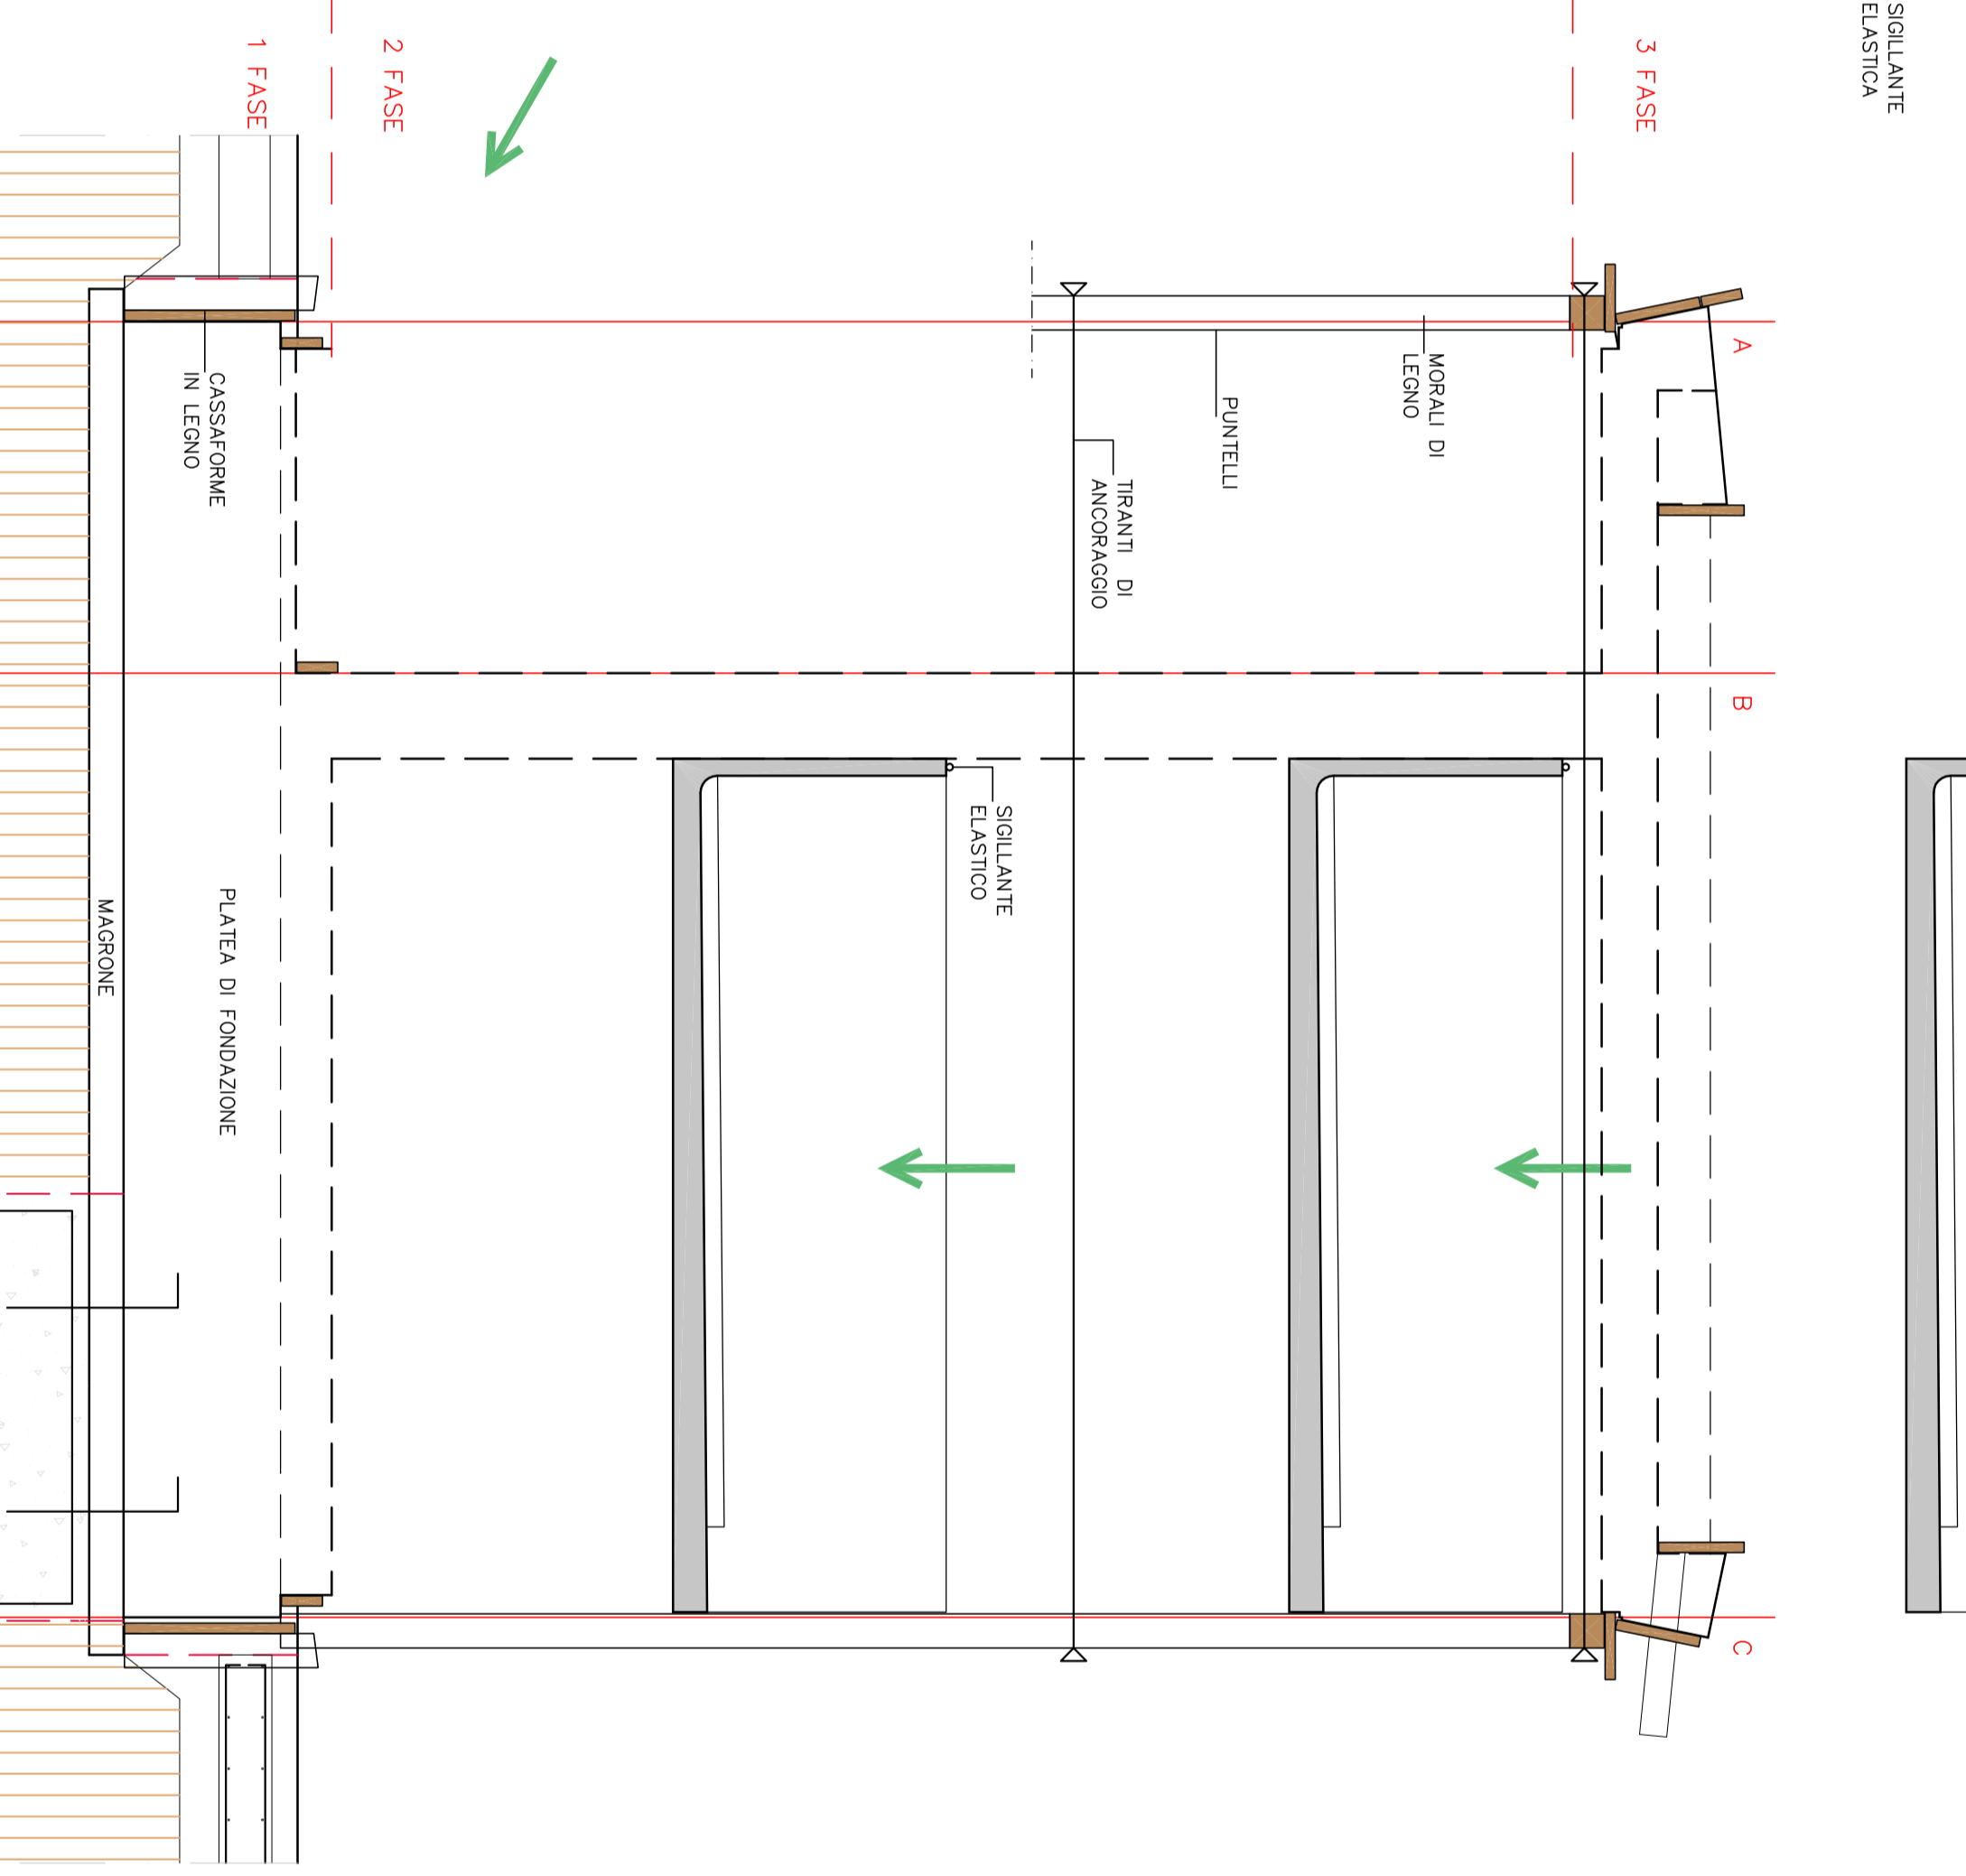 SIGILLANTE
ELASTICA
3 FASE
2 FASE
1 FASE
A
MORALI DI
LEGNO
PUNTELLI
TIRANTI DI
ANCORAGGIO
CASSAFORME
IN LEGNO
B
SIGILLANTE
ELASTICO
PLATEA DI FONDAZIONE
MAGRONE
C